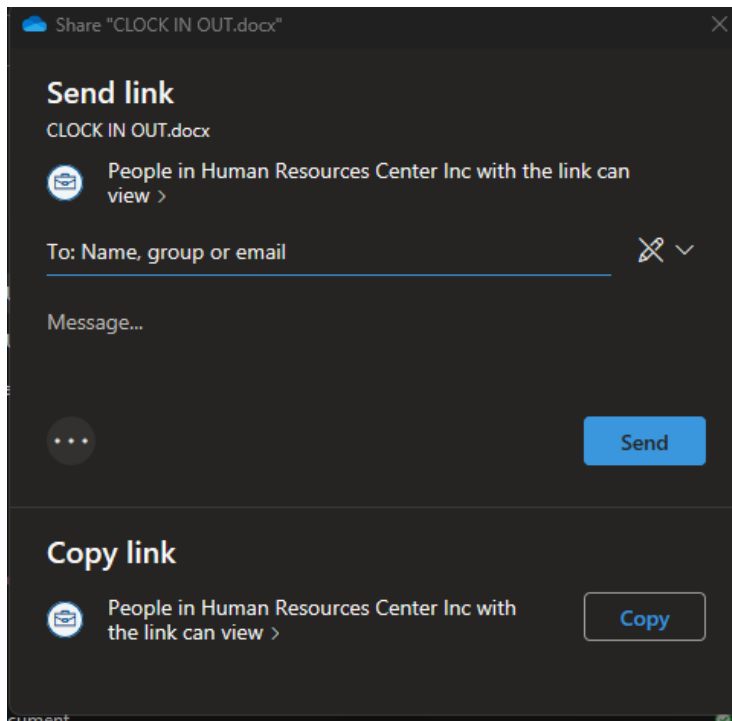 Share "CLOCK IN OUT.docx"
Send link
CLOCK IN OUT.docx
People in Human Resources Center Inc with the link can
view >
To: Name, group or email
Message...
Send
Copy link
People in Human Resources Center Inc with
the link can view >
Copy
cument